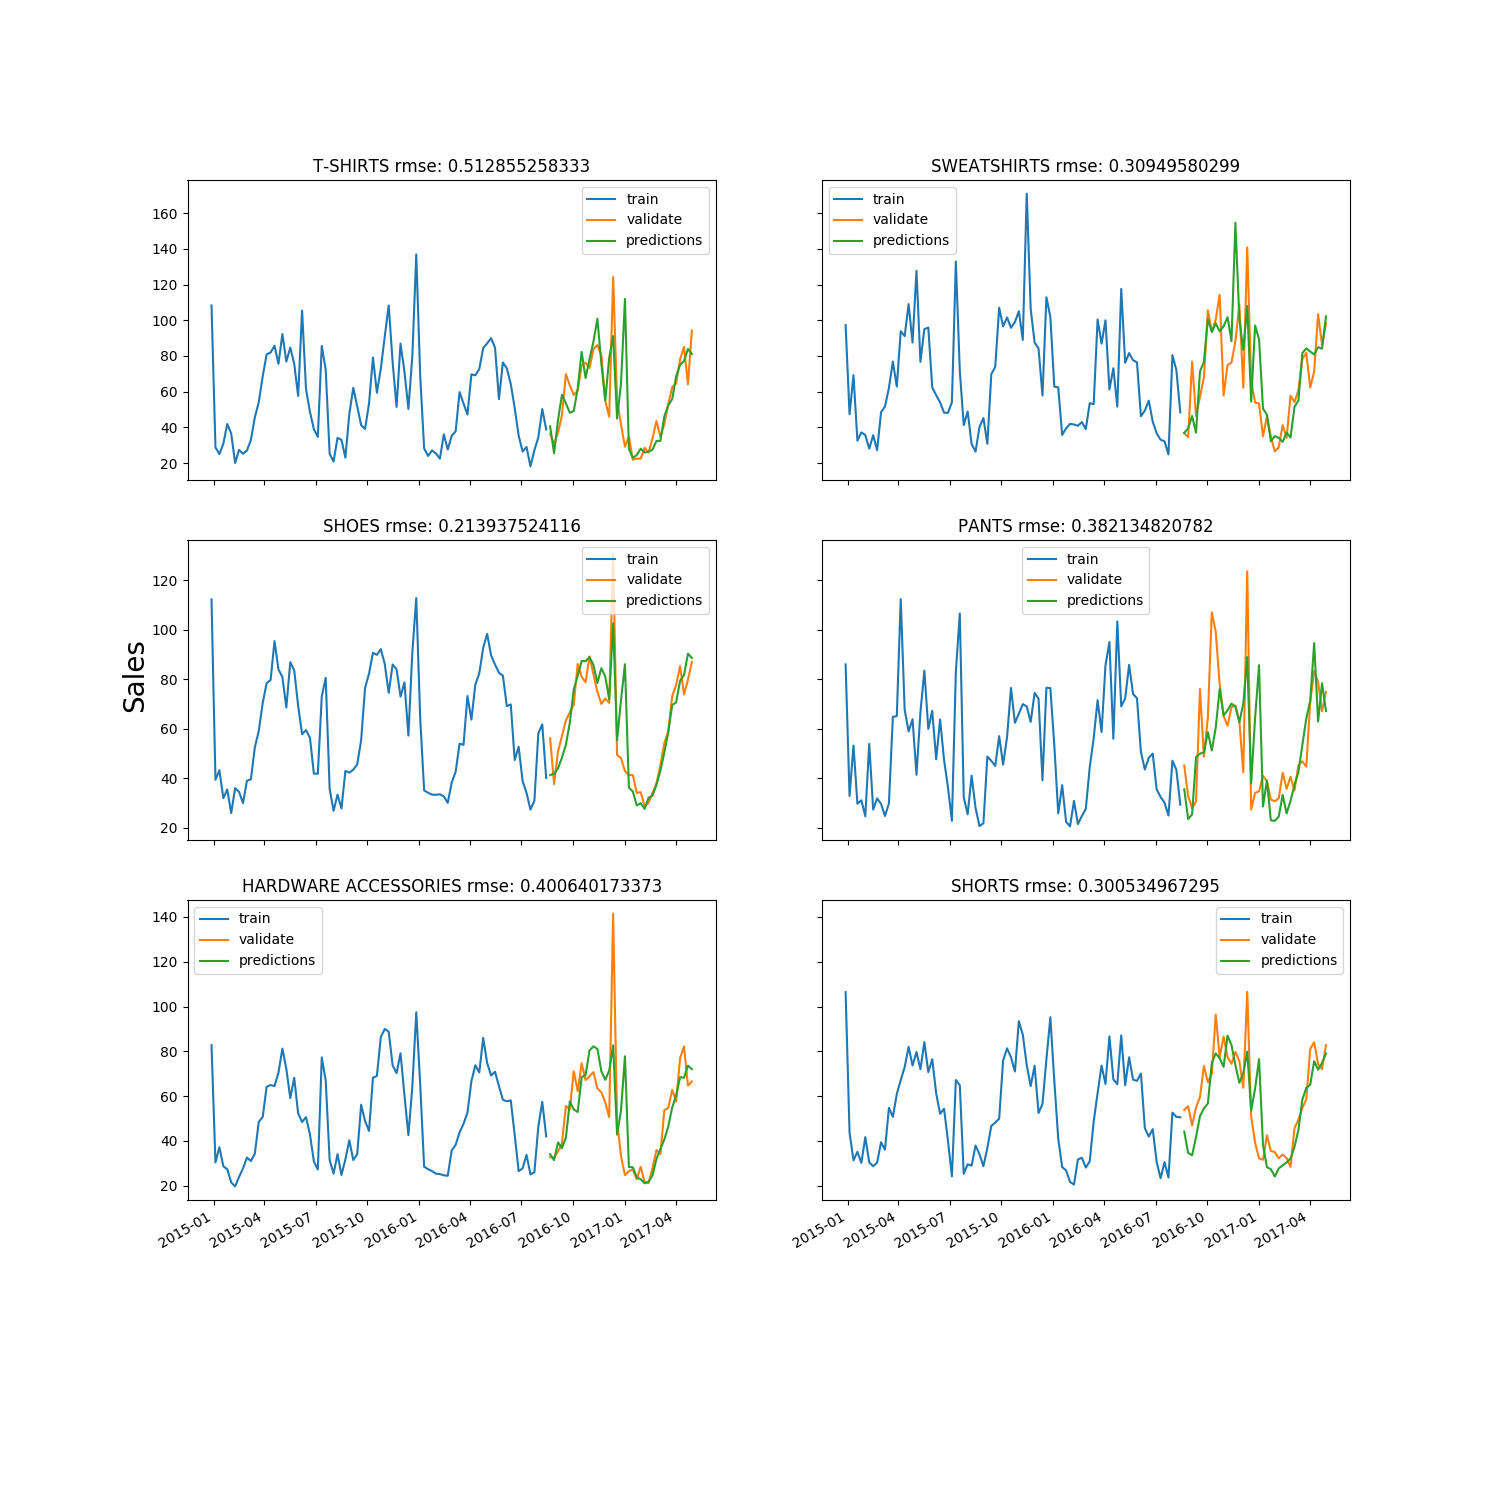 T-SHIRTS rmse: 0.512855258333
160
140
120
100
80
60
40
20
train
validate
predictions
SWEATSHIRTS rmse: 0.30949580299
train
validate
predictions
Sales
SHOES rmse: 0.213937524116
120
100
80
60
40
20
train
validate
predictions
PANTS rmse: 0.382134820782
train
validate
predictions
HARDWARE ACCESSORIES rmse: 0.400640173373
140
120
100
80
60
40
20
train
validate
predictions
2015-01
2015-04
2015-07
2015-10
2016-01
2016-04
2016-07
2016-10
2017-01
2017-04
SHORTS rmse: 0.300534967295
train
validate
predictions
2015-01
2015-04
2015-07
2015-10
2016-01
2016-04
2016-07
2016-10
2017-01
2017-04